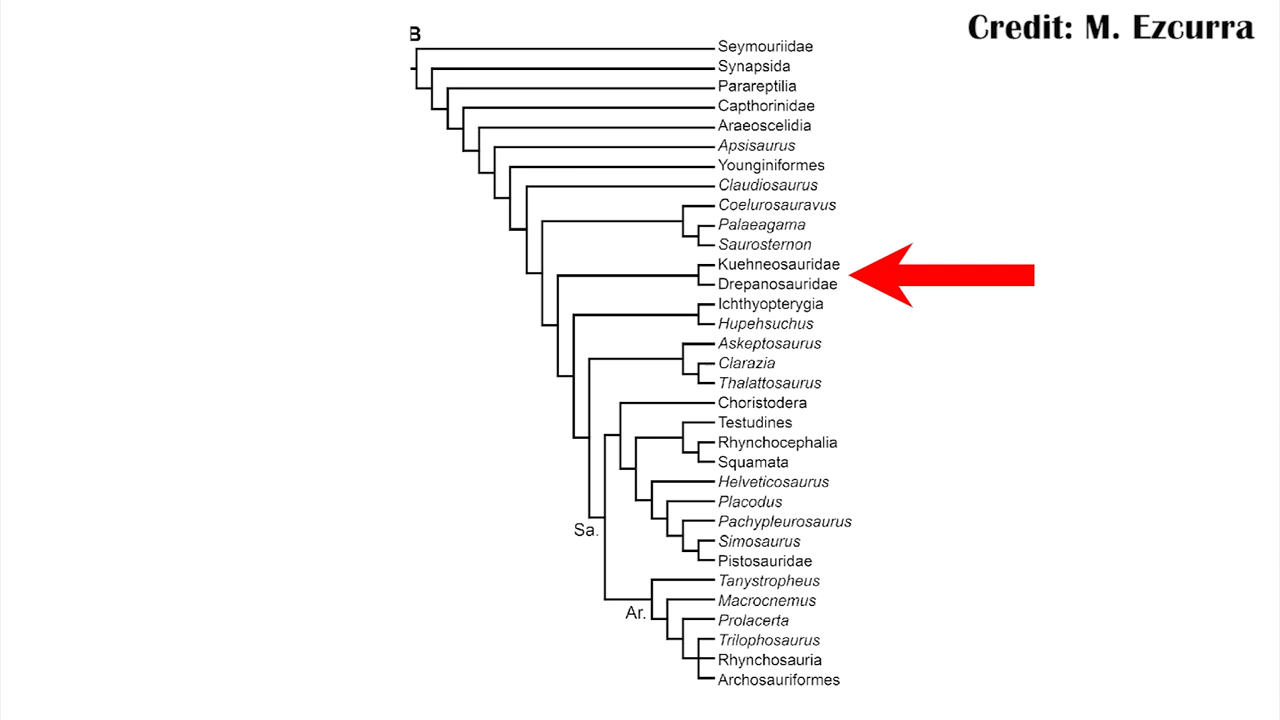 Credit: M. Ezcurra
B
Seymouriidae
Synapsida
Parareptilia
Capthorinidae
Araeoscelidia
Apsisaurus
Younginiformes
Claudiosaurus
Coelurosauravus
Palaeagama
Saurosternon
Kuehneosauridae
Drepanosauridae
Ichthyopterygia
Hupehsuchus
Askeptosaurus
Clarazia
Thalattosaurus
Choristodera
Testudines
Rhynchocephalia
Squamata
Helveticosaurus
Placodus
Pachypleurosaurus
Sa.
Simosaurus
Pistosauridae
Tanystropheus
Macrocnemus
Ar.
Prolacerta
Trilophosaurus
Rhynchosauria
Archosauriformes